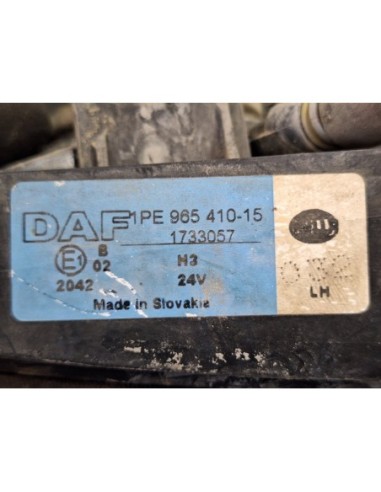 DAF 1PE 965 410-15
1733057
E1 B
02 H3
2042 24V
Made in Slovakia
LH